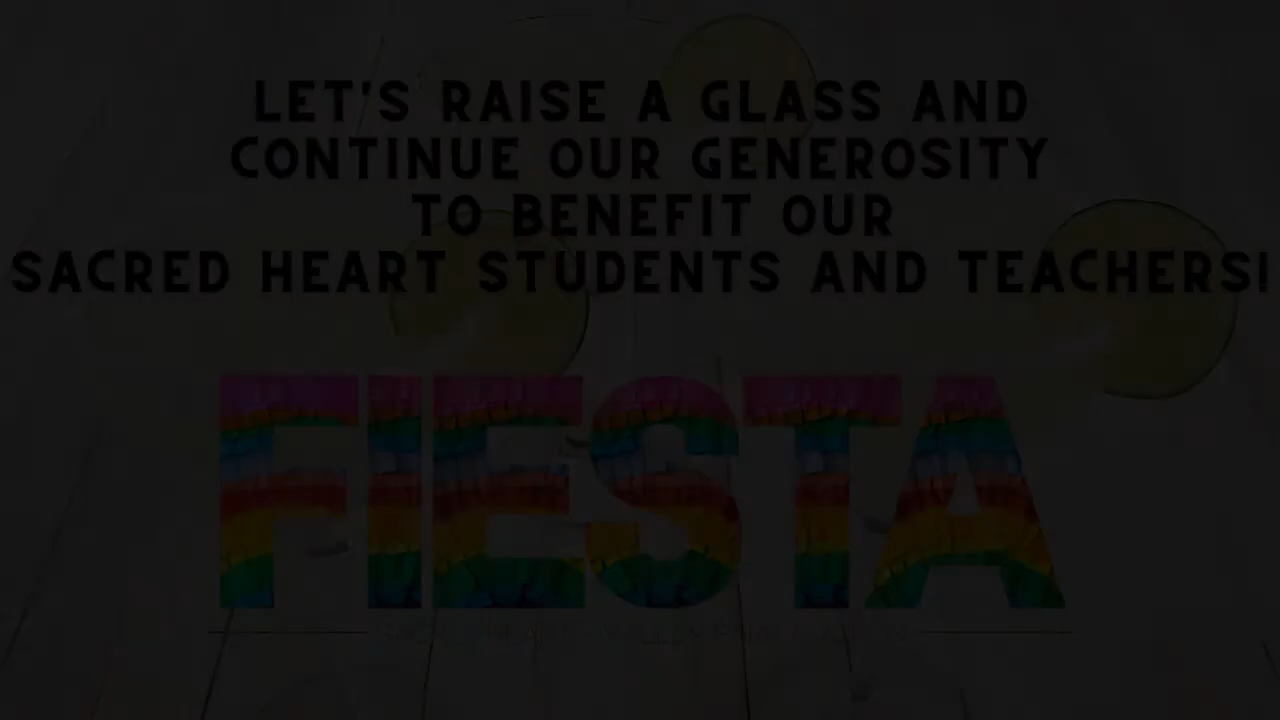 LET'S RAISE A GLASS AND
CONTINUE OUR GENEROSITY
TO BENEFIT OUR
SACRED HEART STUDENTS AND TEACHERS!
FIESTA